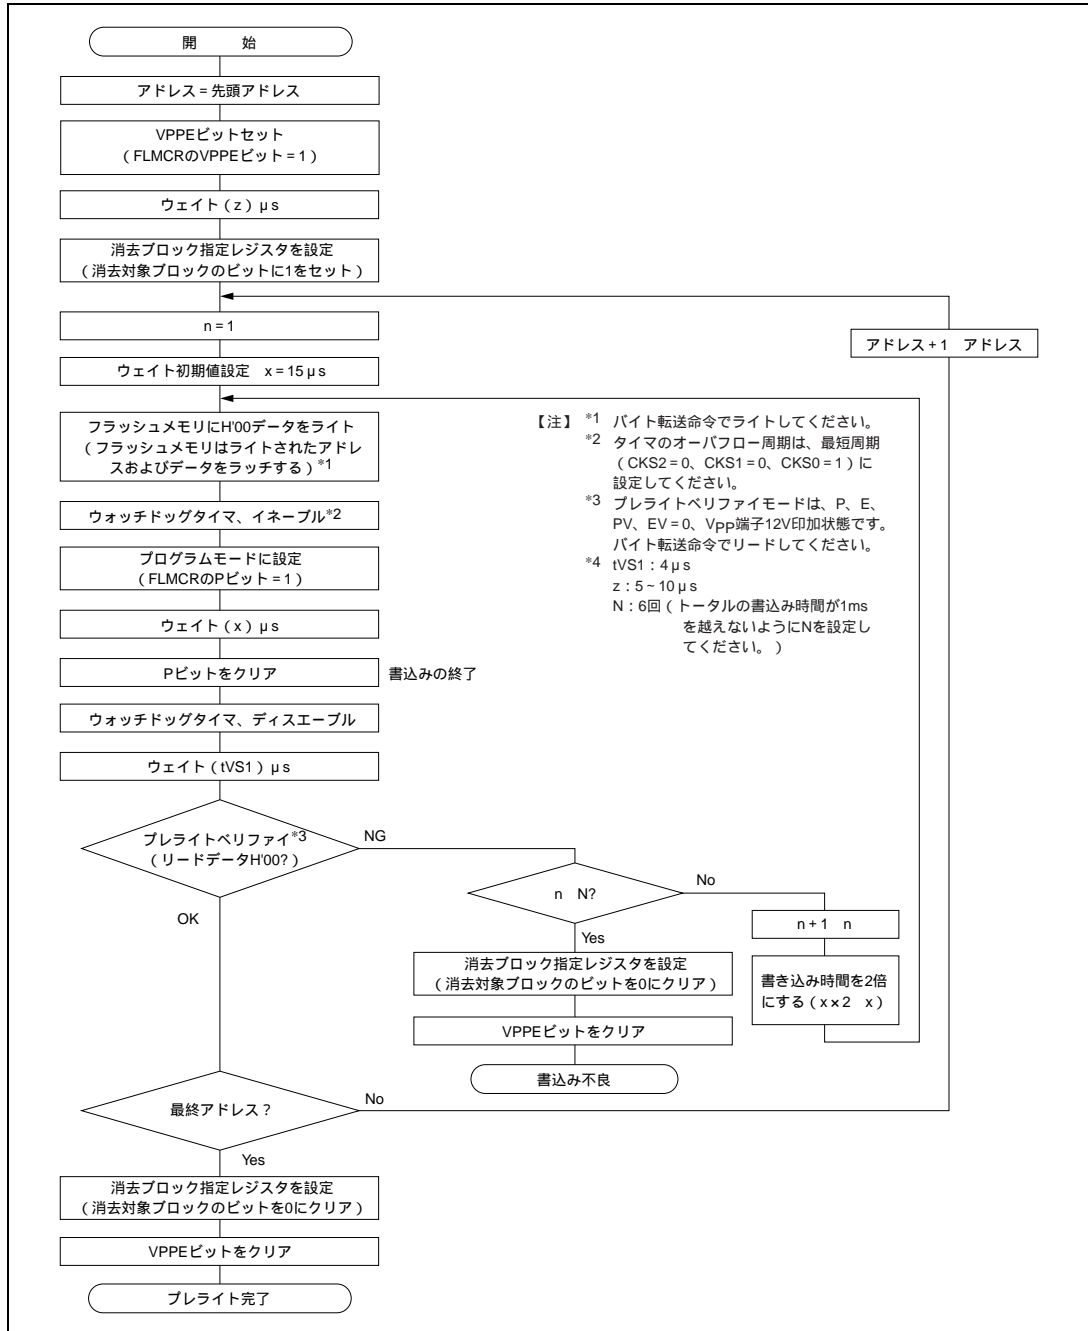 開　　始
アドレス = 先頭アドレス
VPPEビットセット
( FLMCRのVPPEビット = 1 )
ウェイト ( z ) μs
消去ブロック指定レジスタを設定
( 消去対象ブロックのビットに1をセット )
n = 1
アドレス + 1　アドレス
ウェイト初期値設定　x = 15 μs
フラッシュメモリにH'00データをライト
( フラッシュメモリはライトされたアドレ
スおよびデータをラッチする ) *1
ウォッチドッグタイマ、イネーブル*2
プログラムモードに設定
(FLMCRのPビット = 1 )
ウェイト ( x ) μs
Pビットをクリア　書込みの終了
ウォッチドッグタイマ、ディスエーブル
ウェイト ( tVS1 ) μs
【注】 *1　バイト転送命令でライトしてください。
*2　タイマのオーバフロー周期は、最短周期
( CKS2 = 0、CKS1 = 0、CKS0 = 1 ) に
設定してください。
*3　プレライトベリファイモードは、P、E、
PV、EV = 0、VPP端子12V印加状態です。
バイト転送命令でリードしてください。
*4　tVS1 : 4 μs
z : 5 ~ 10 μs
N : 6回 ( トータルの書込み時間が1ms
を越えないようにNを設定し
てください。 )
プレライトベリファイ*3
( リードデータH'00? )
NG
OK
n　N?
No
Yes
n + 1　n
書き込み時間を2倍
にする ( x × 2　x )
消去ブロック指定レジスタを設定
( 消去対象ブロックのビットを0にクリア )
VPPEビットをクリア
書込み不良
最終アドレス？
No
Yes
消去ブロック指定レジスタを設定
( 消去対象ブロックのビットを0にクリア )
VPPEビットをクリア
プレライト完了